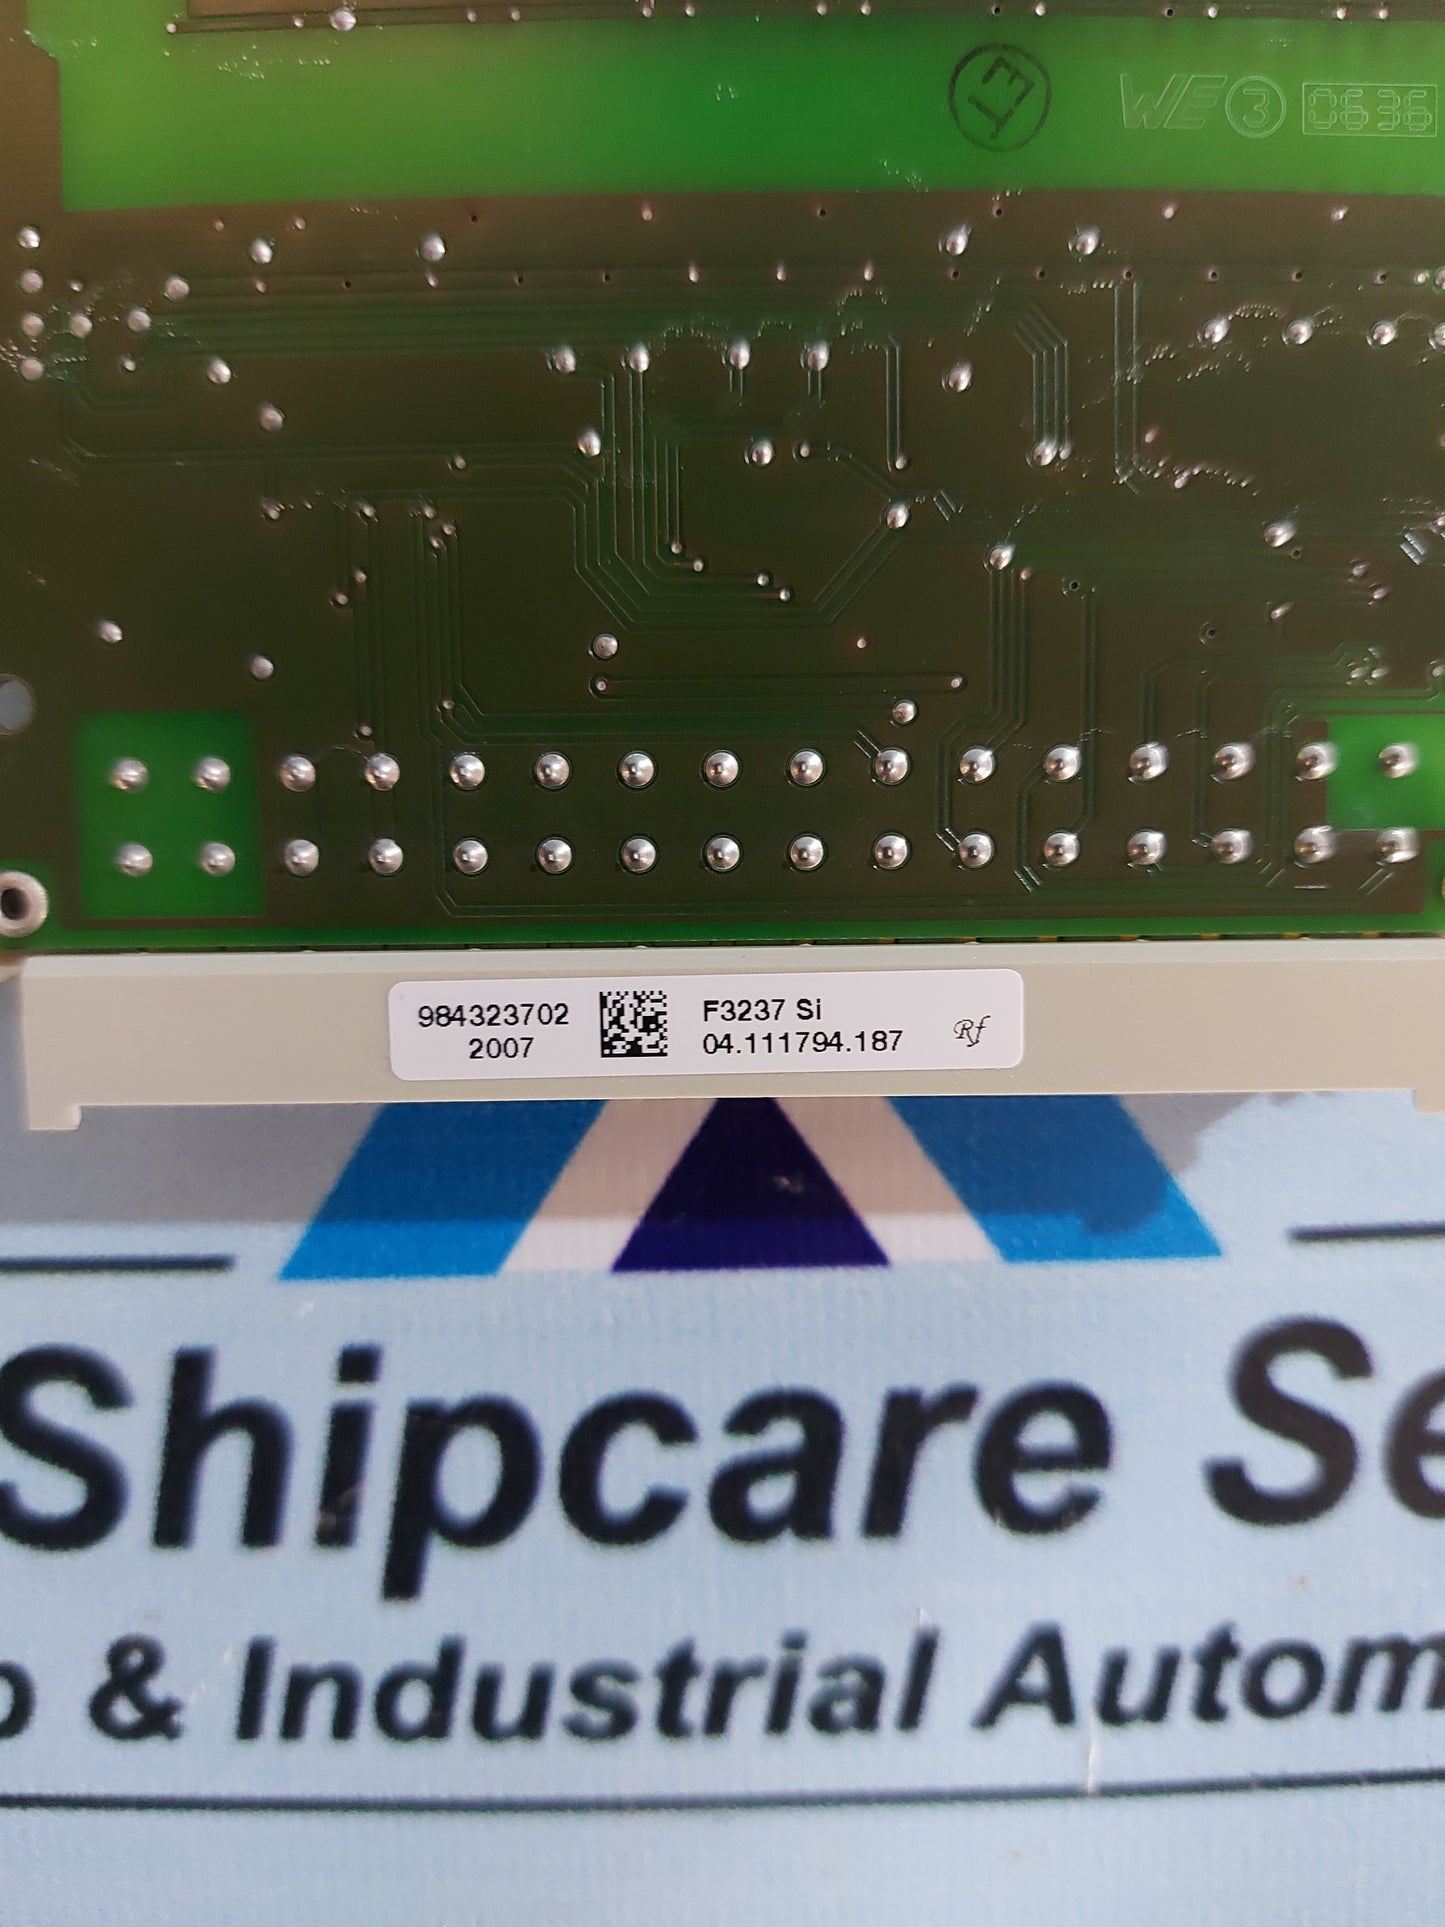 WE 3 0636
984323702
2007
F3237 Si
04.111794.187
Rf
Shipcare Se
& Industrial Autom